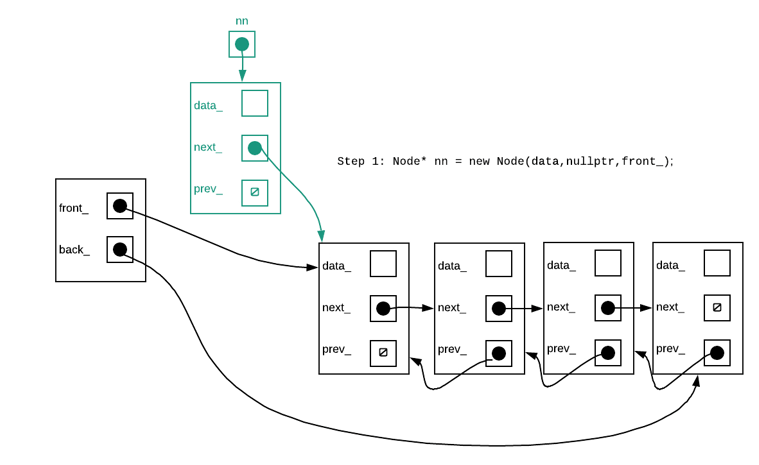 nn
data_
next_
prev_
Step 1: Node* nn = new Node(data,nullptr,front_);
front_
back_
data_ data_ data_ data_
next_ next_ next_ next_
prev_ prev_ prev_ prev_